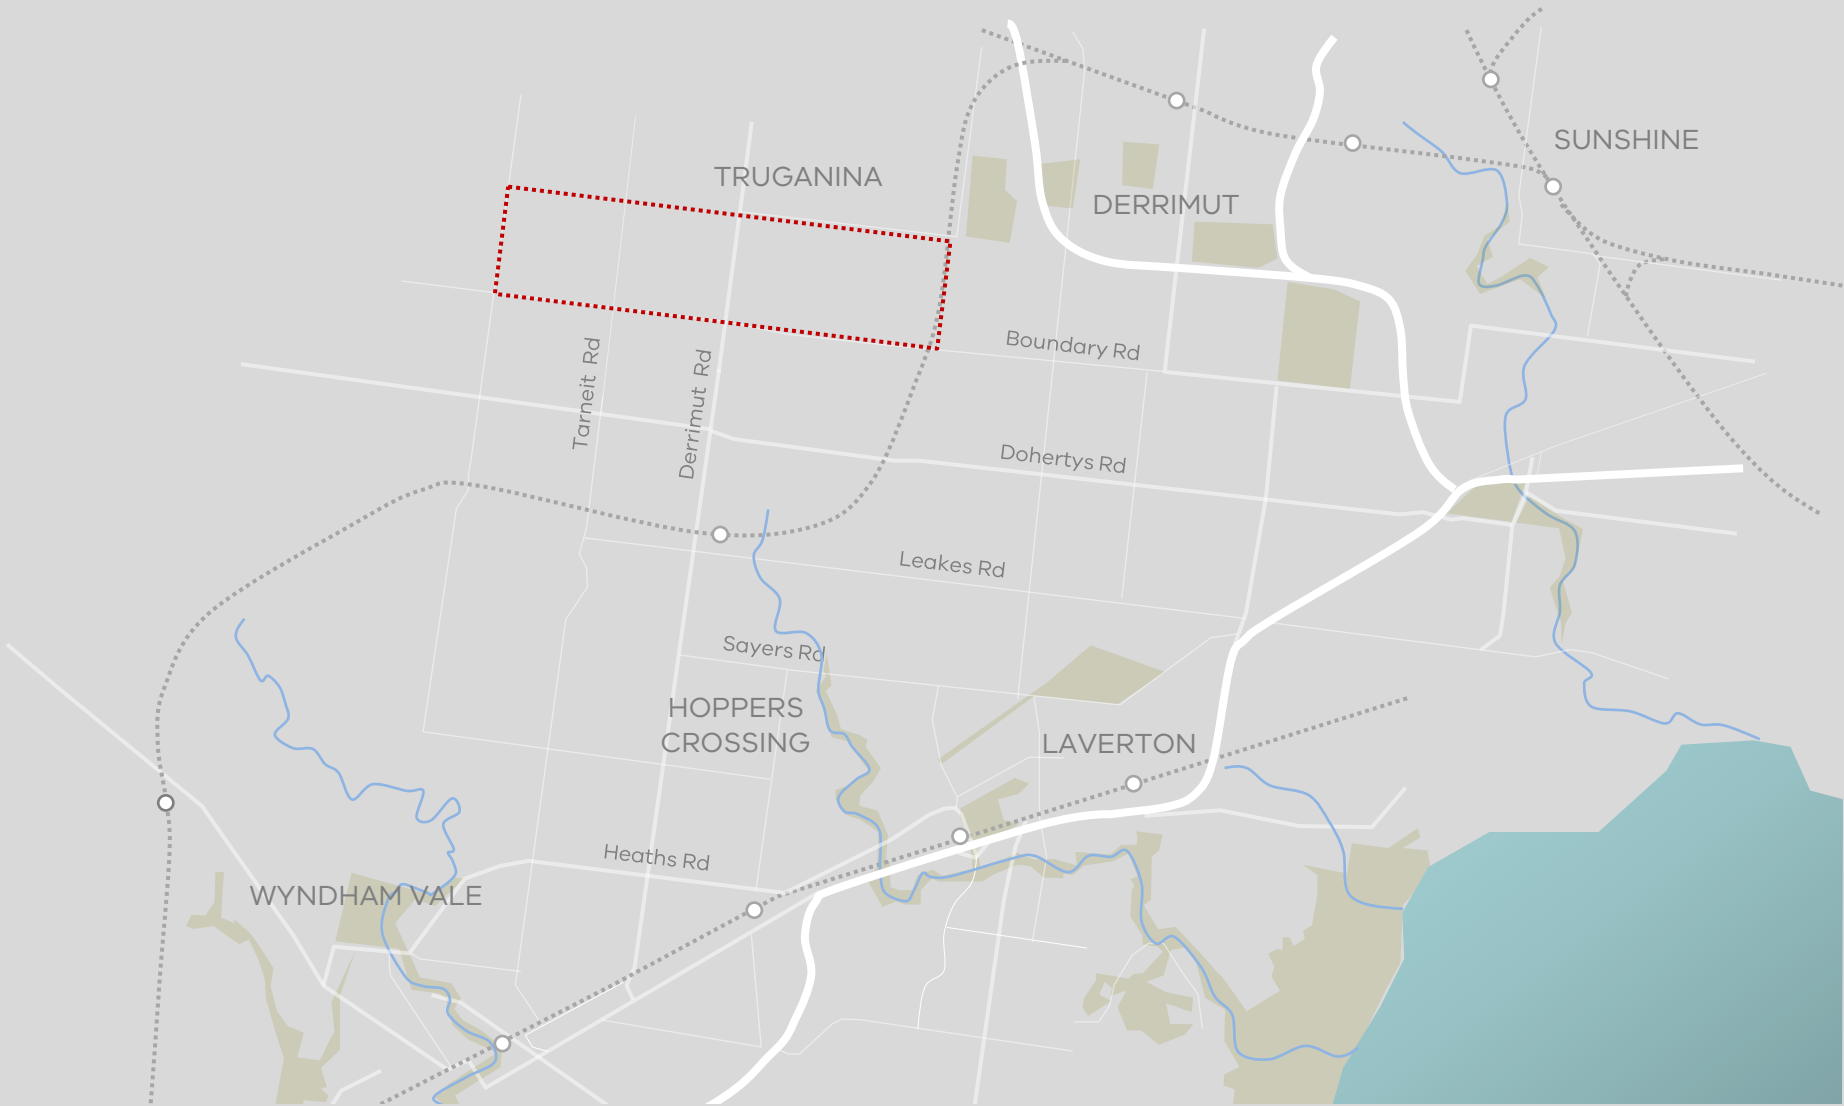 SUNSHINE
TRUGANINA
DERRIMUT
Boundary Rd
Tarneit Rd
Derrimut Rd
Dohertys Rd
Leakes Rd
Sayers Rd
HOPPERS
CROSSING
LAVERTON
Heaths Rd
WYNDHAM VALE